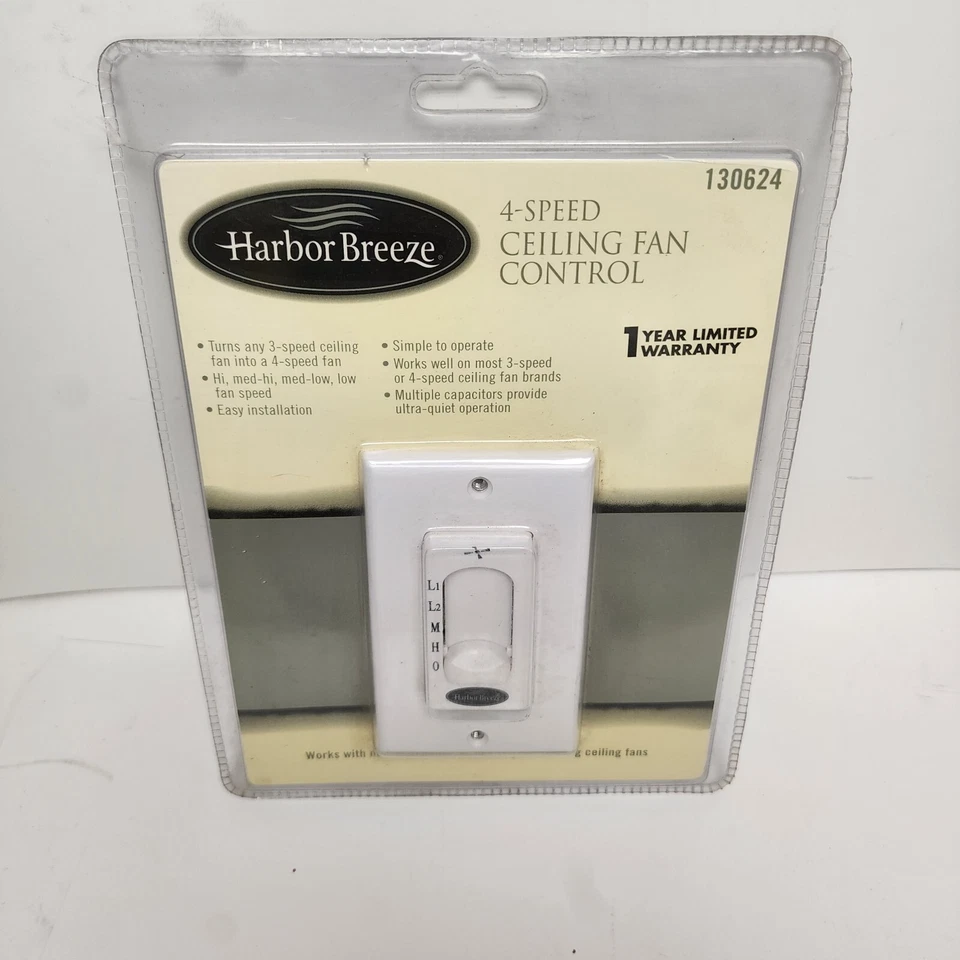 130624
Harbor Breeze
4-SPEED
CEILING FAN
CONTROL
• Turns any 3-speed ceiling
fan into a 4-speed fan
• Hi, med-hi, med-low, low
fan speed
• Easy installation
• Simple to operate
• Works well on most 3-speed
or 4-speed ceiling fan brands
• Multiple capacitors provide
ultra-quiet operation
1 YEAR LIMITED
WARRANTY
L1
L2
M
H
0
Harbor Breeze
Works with
ceiling fans